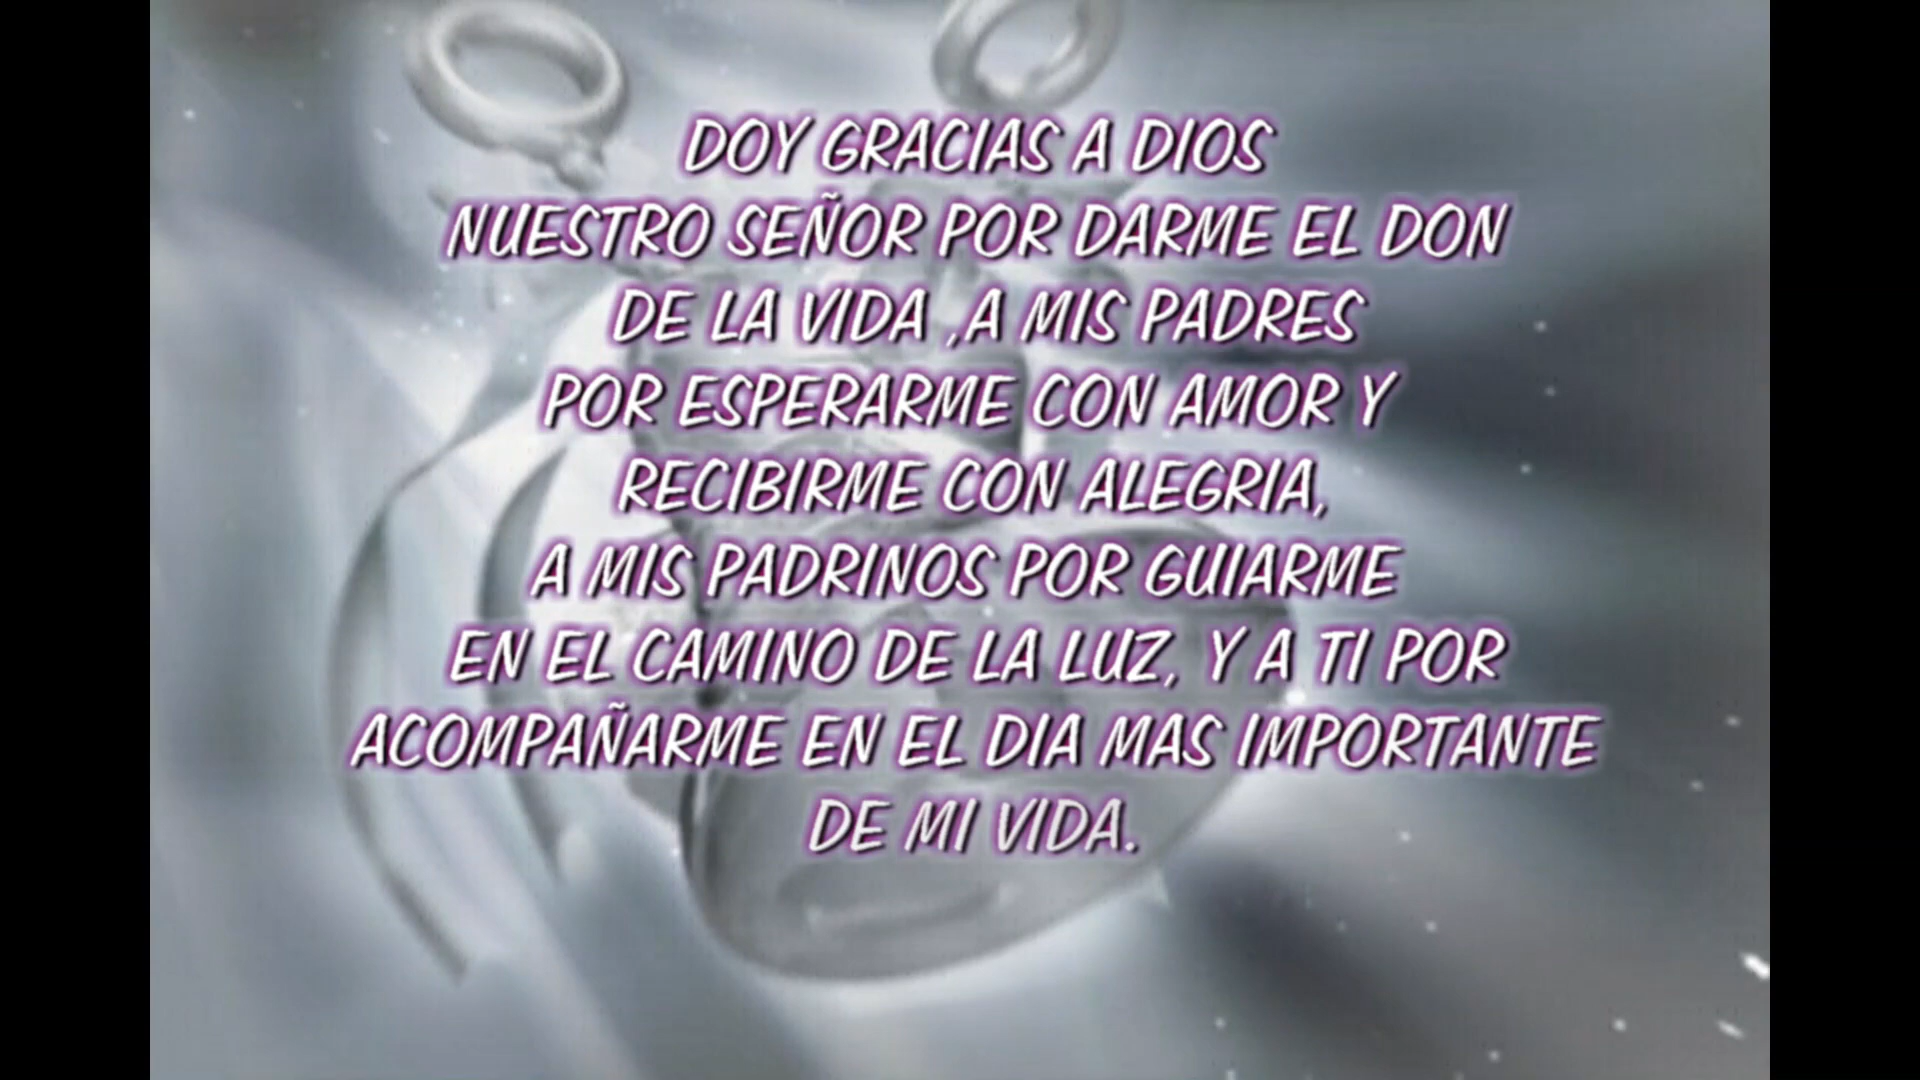 DOY GRACIAS A DIOS
NUESTRO SEÑOR POR DARME EL DON
DE LA VIDA ,A MIS PADRES
POR ESPERARME CON AMOR Y
RECIBIRME CON ALEGRIA,
A MIS PADRINOS POR GUIARME
EN EL CAMINO DE LA LUZ, Y A TI POR
ACOMPAÑARME EN EL DIA MAS IMPORTANTE
DE MI VIDA.